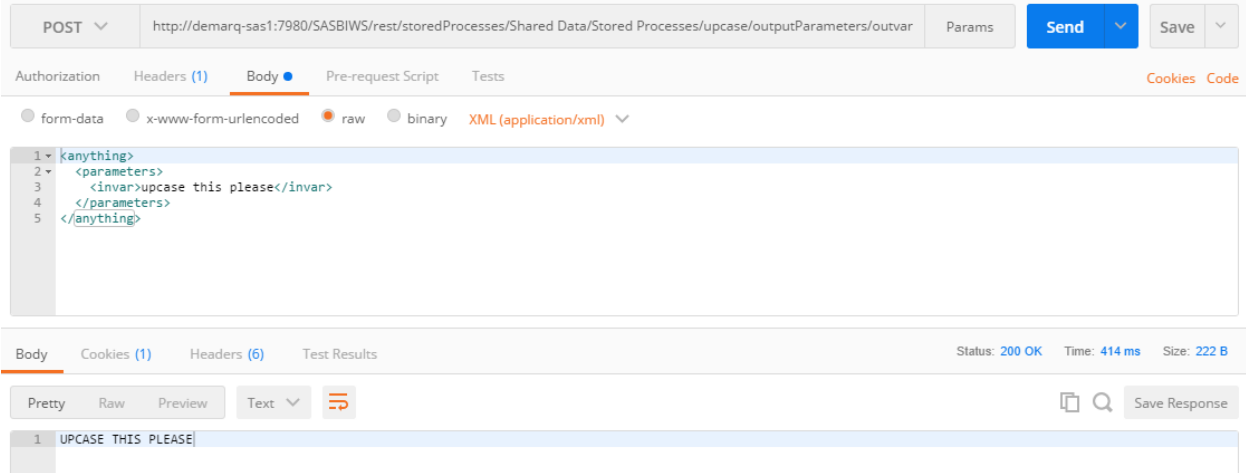 POST http://demarq-sas1:7980/SASBIWS/rest/storedProcesses/Shared Data/Stored Processes/upcase/outputParameters/outvar Params Send Save
Authorization Headers (1) Body Pre-request Script Tests Cookies Code
form-data x-www-form-urlencoded raw binary XML (application/xml)
1 <anything>
2 <parameters>
3 <invar>upcase this please</invar>
4 </parameters>
5 </anything>
Body Cookies (1) Headers (6) Test Results Status: 200 OK Time: 414 ms Size: 222 B
Pretty Raw Preview Text Save Response
1 UPCASE THIS PLEASE